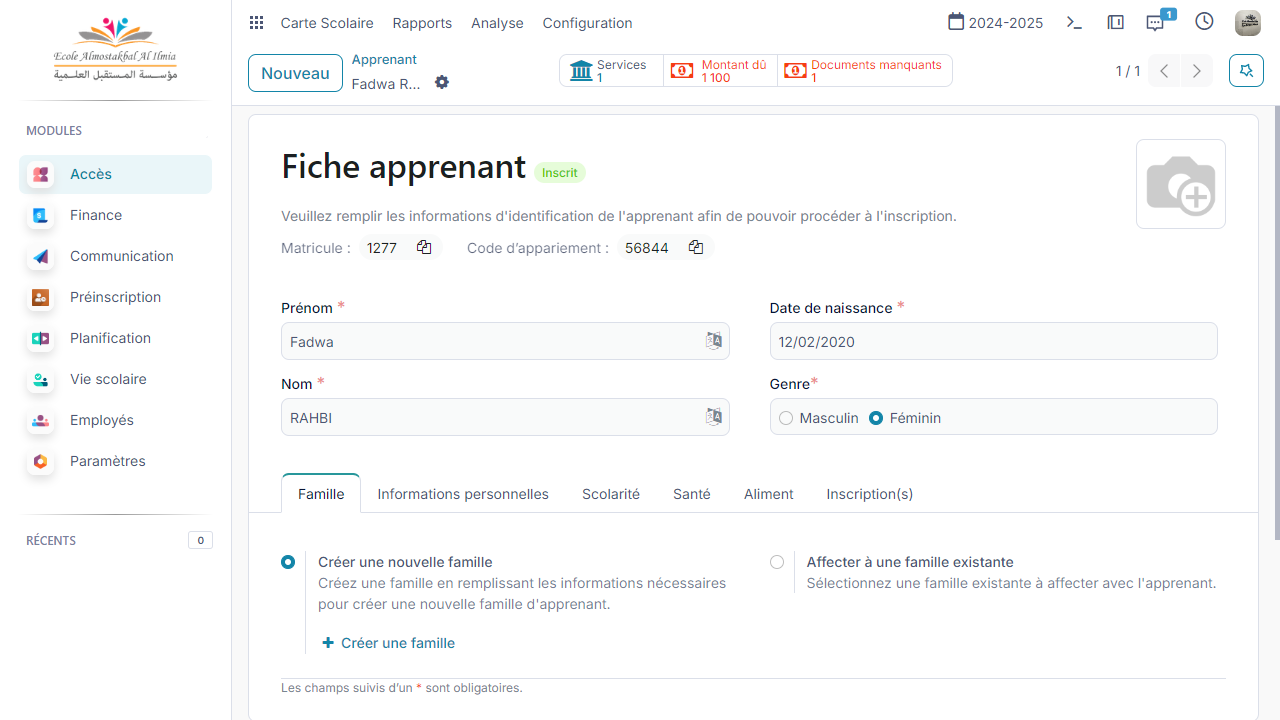 Ecole Almostakbal Al Ilmia
مؤسسة المستقبل العلمية
MODULES
Accès
Finance
Communication
Préinscription
Planification
Vie scolaire
Employés
Paramètres
RÉCENTS 0
Carte Scolaire Rapports Analyse Configuration 2024-2025 1
Nouveau
Apprenant
Fadwa R...
Services
1
Montant dû
1 100
Documents manquants
1
1 / 1
Fiche apprenant Inscrit
Veuillez remplir les informations d'identification de l'apprenant afin de pouvoir procéder à l'inscription.
Matricule : 1277 Code d'appariement : 56844
Prénom * Date de naissance *
Fadwa 12/02/2020
Nom * Genre*
RAHBI Masculin Féminin
Famille Informations personnelles Scolarité Santé Aliment Inscription(s)
Créer une nouvelle famille
Créez une famille en remplissant les informations nécessaires
pour créer une nouvelle famille d'apprenant.
+ Créer une famille
Affecter à une famille existante
Sélectionnez une famille existante à affecter avec l'apprenant.
Les champs suivis d'un * sont obligatoires.